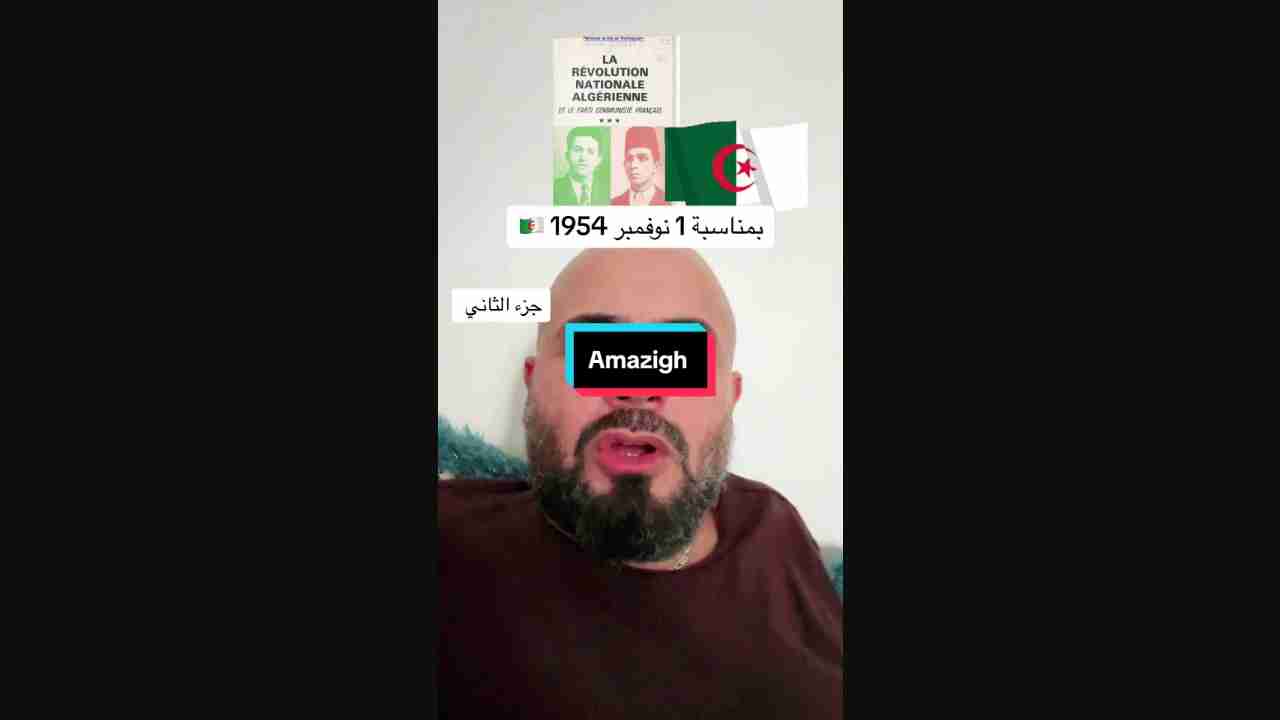 LA
RÉVOLUTION
NATIONALE
ALGÉRIENNE
ET LE PARTI COMMUNISTE FRANÇAIS
بمناسبة 1 نوفمبر 1954 🇩🇿
جزء الثاني
Amazigh